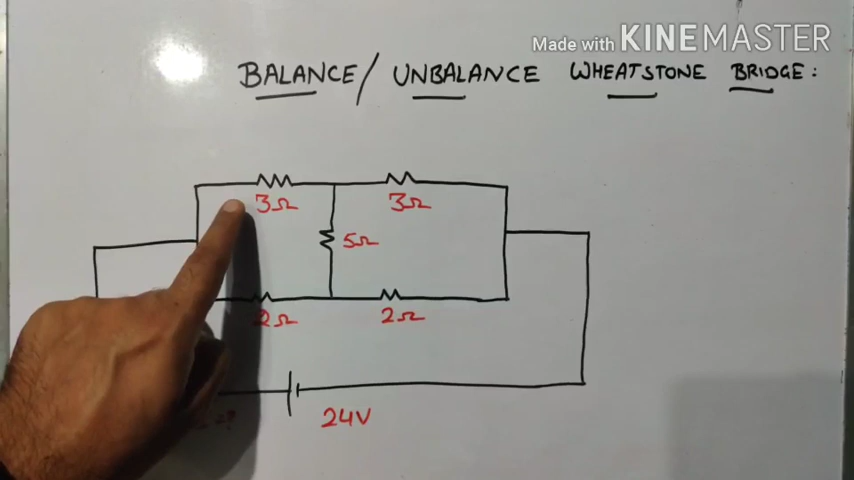 Made with KINEMASTER
BALANCE/ UNBALANCE WHEATSTONE BRIDGE:
3Ω 3Ω
5Ω
2Ω 2Ω
24V